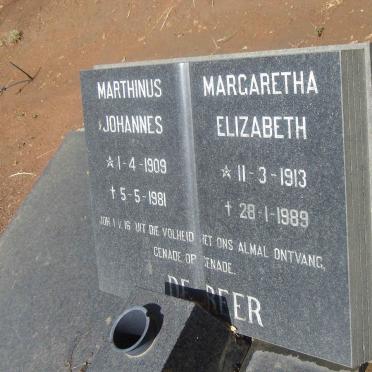 MARTHINUS
JOHANNES
☆ 1-4-1909
† 5-5-1981
MARGARETHA
ELIZABETH
☆ 11-3-1913
† 28-1-1989
JOH 1 V 16 UIT DIE VOLHEID HET ONS ALMAL ONTVANG,
GENADE OP GENADE.
DE BEER